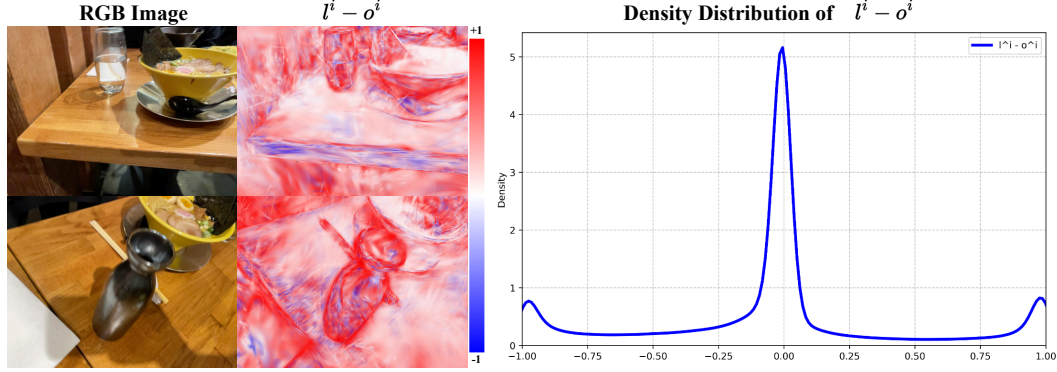 RGB Image
l^i − o^i
Density Distribution of l^i − o^i
+1
-1
Density
5
4
3
2
1
0
−1.00 −0.75 −0.50 −0.25 0.00 0.25 0.50 0.75 1.00
l^i - o^i